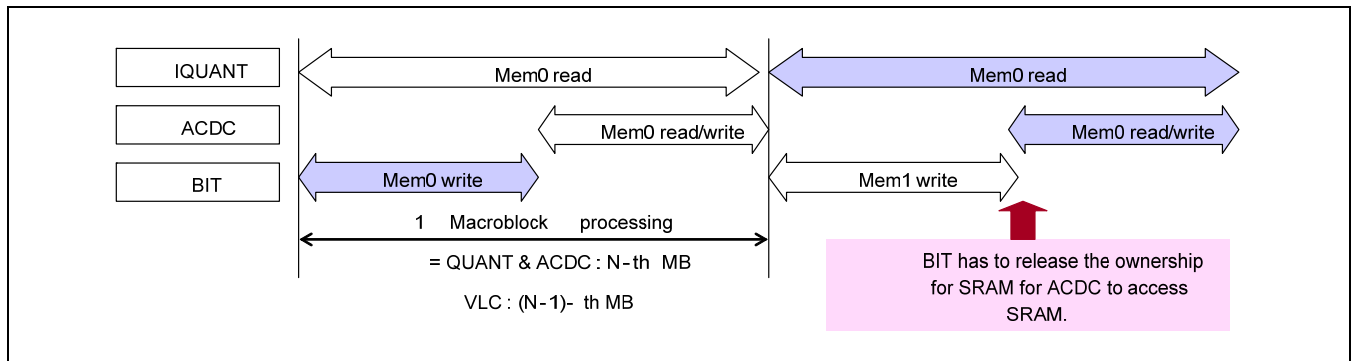 IQUANT
Mem0 read
Mem0 read
ACDC
Mem0 read/write
Mem0 read/write
BIT
Mem0 write
Mem1 write
1 Macroblock processing
= QUANT & ACDC : N-th MB
VLC : (N-1)- th MB
BIT has to release the ownership
for SRAM for ACDC to access
SRAM.